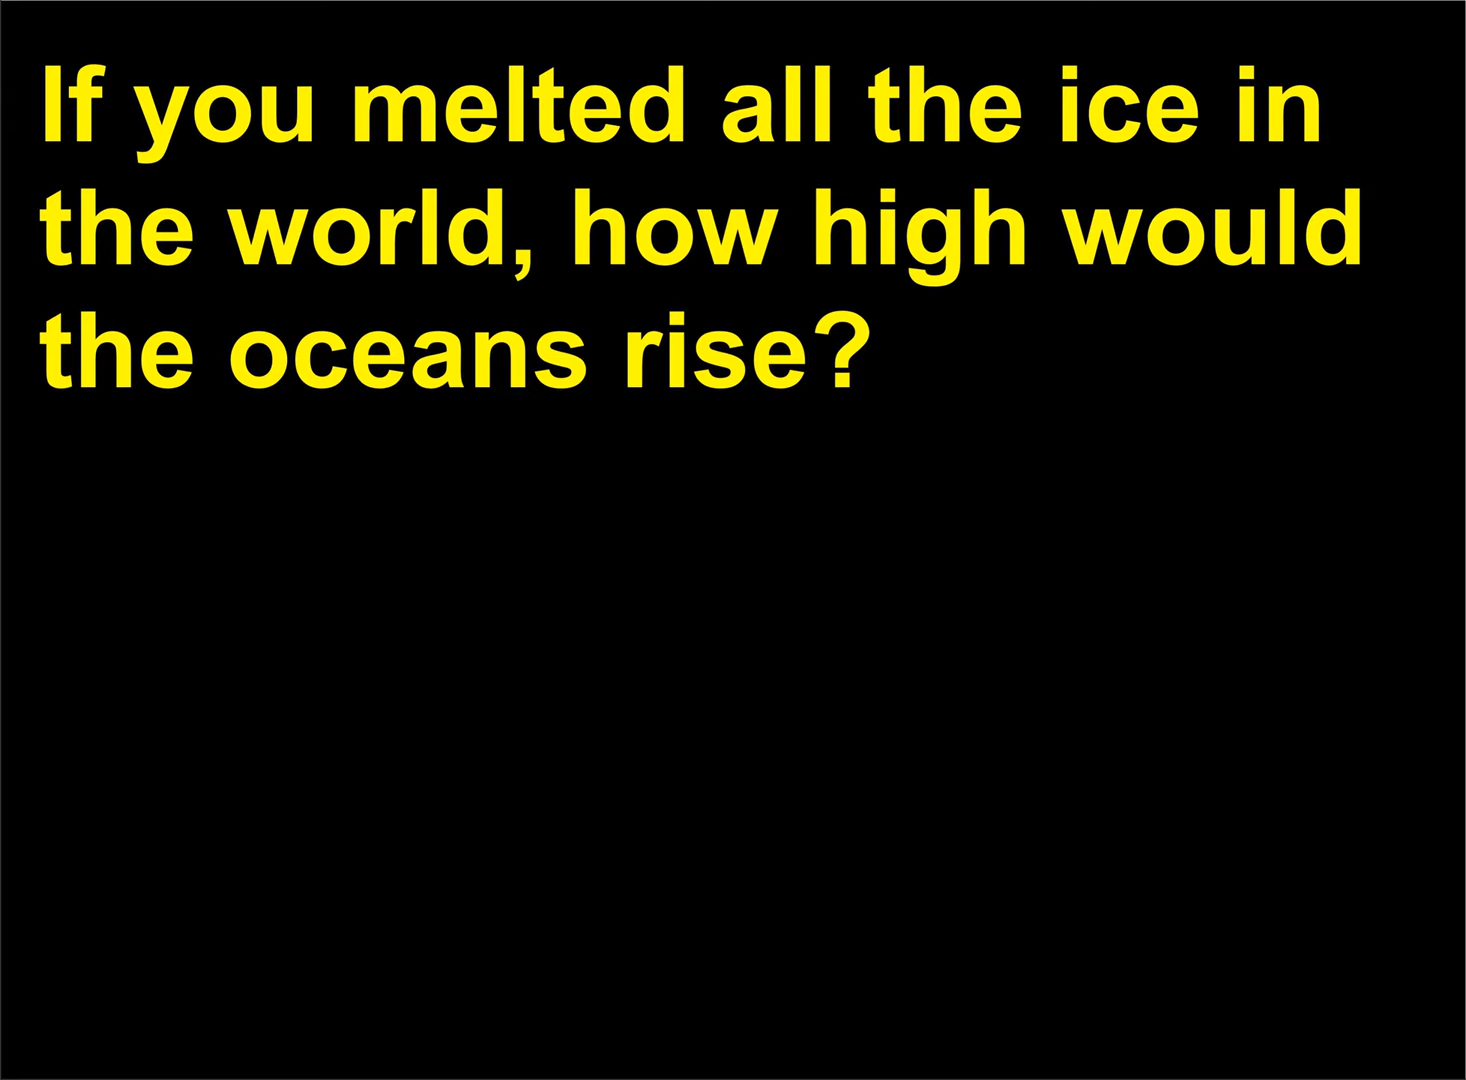 If you melted all the ice in
the world, how high would
the oceans rise?